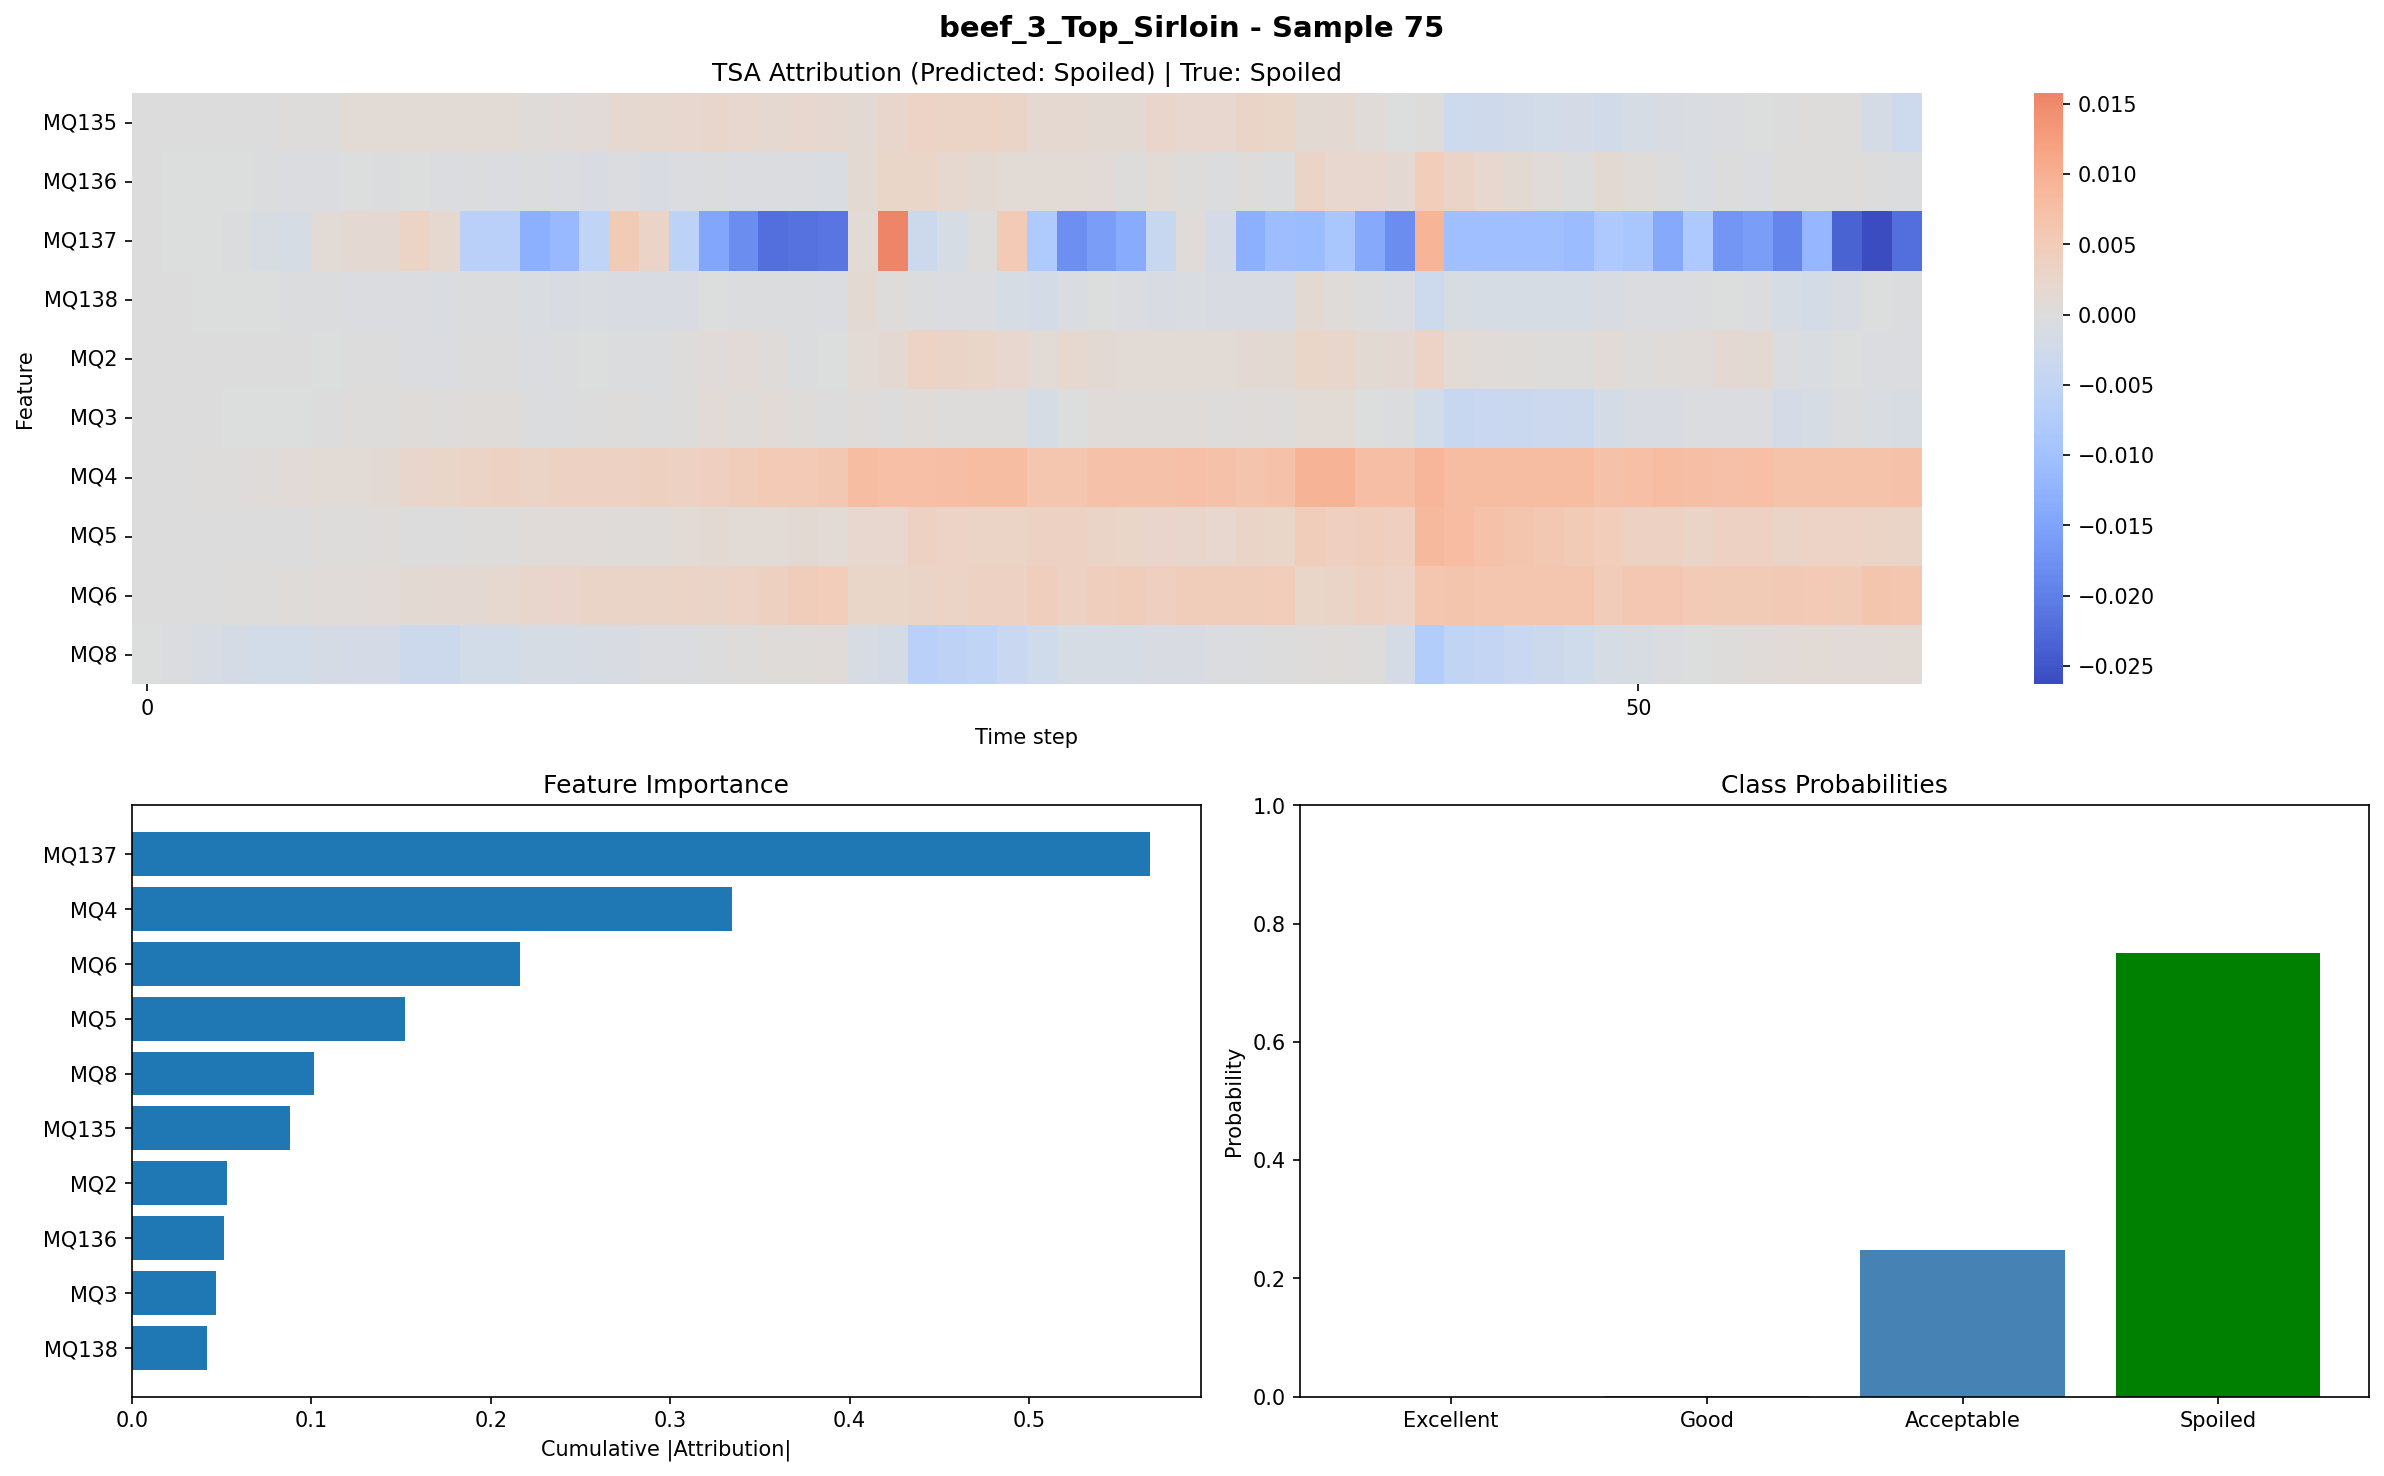 beef_3_Top_Sirloin - Sample 75
TSA Attribution (Predicted: Spoiled) | True: Spoiled
Feature
MQ135
MQ136
MQ137
MQ138
MQ2
MQ3
MQ4
MQ5
MQ6
MQ8
0
50
Time step
0.015
0.010
0.005
0.000
−0.005
−0.010
−0.015
−0.020
−0.025
Feature Importance
MQ137
MQ4
MQ6
MQ5
MQ8
MQ135
MQ2
MQ136
MQ3
MQ138
0.0
0.1
0.2
0.3
0.4
0.5
Cumulative |Attribution|
Class Probabilities
Probability
1.0
0.8
0.6
0.4
0.2
0.0
Excellent
Good
Acceptable
Spoiled